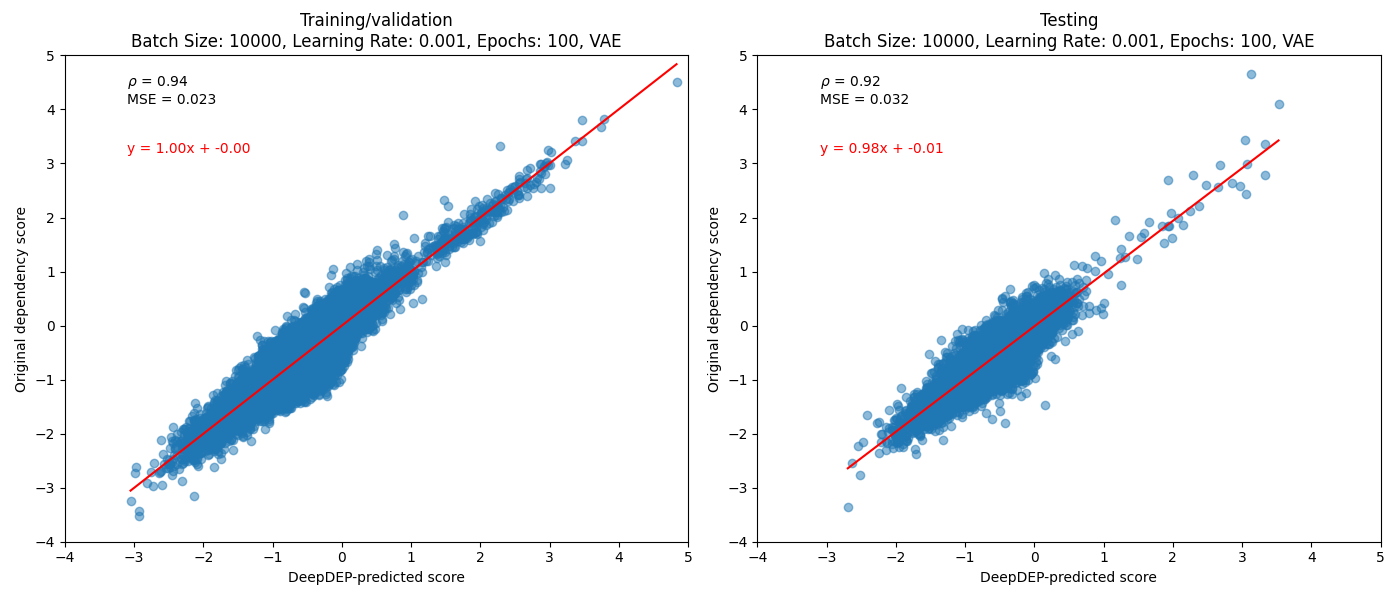 Training/validation
Batch Size: 10000, Learning Rate: 0.001, Epochs: 100, VAE
ρ = 0.94
MSE = 0.023
y = 1.00x + -0.00
5
4
3
2
1
0
−1
−2
−3
−4
Original dependency score
−4 −3 −2 −1 0 1 2 3 4 5
DeepDEP-predicted score
Testing
Batch Size: 10000, Learning Rate: 0.001, Epochs: 100, VAE
ρ = 0.92
MSE = 0.032
y = 0.98x + -0.01
5
4
3
2
1
0
−1
−2
−3
−4
Original dependency score
−4 −3 −2 −1 0 1 2 3 4 5
DeepDEP-predicted score